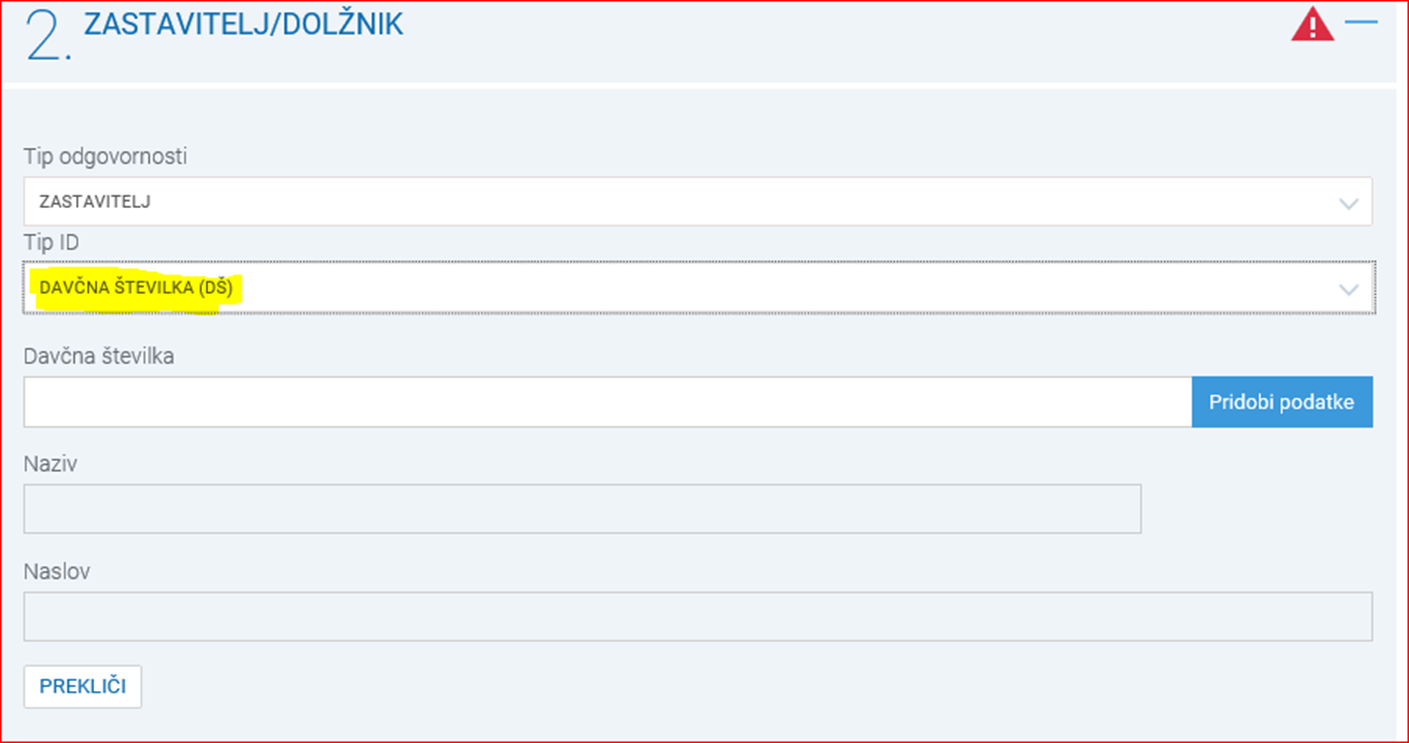 2. ZASTAVITELJ/DOLŽNIK
Tip odgovornosti
ZASTAVITELJ
Tip ID
DAVČNA ŠTEVILKA (DŠ)
Davčna številka
Pridobi podatke
Naziv
Naslov
PREKLIČI